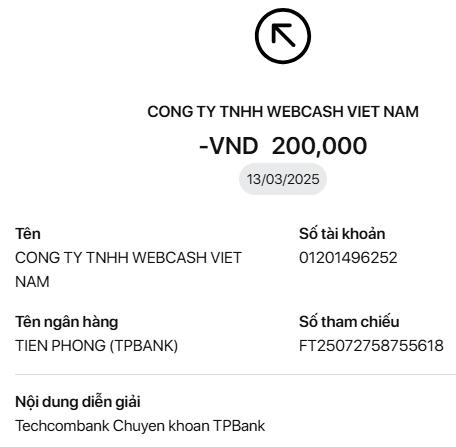 CONG TY TNHH WEBCASH VIET NAM
-VND 200,000
13/03/2025
Tên
CONG TY TNHH WEBCASH VIET
NAM
Số tài khoản
01201496252
Tên ngân hàng
TIEN PHONG (TPBANK)
Số tham chiếu
FT25072758755618
Nội dung diễn giải
Techcombank Chuyen khoan TPBank